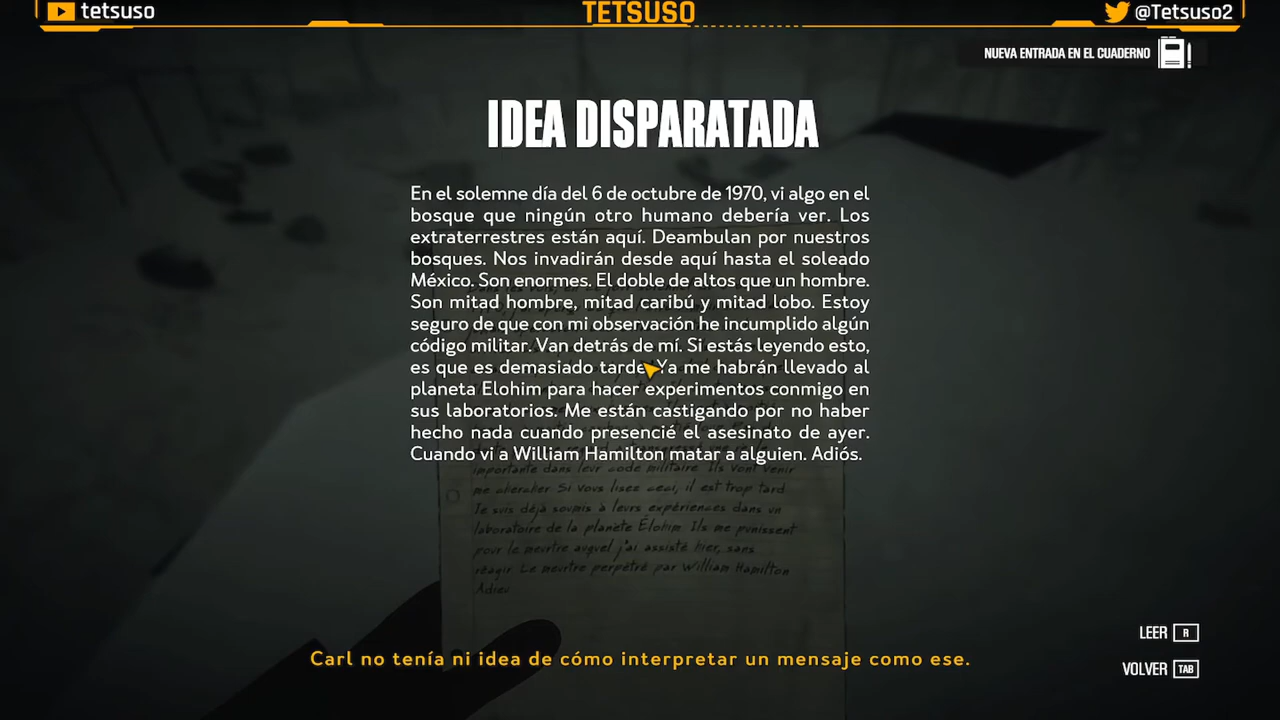 tetsuso
TETSUSO
@Tetsuso2
NUEVA ENTRADA EN EL CUADERNO
IDEA DISPARATADA
En el solemne día del 6 de octubre de 1970, vi algo en el
bosque que ningún otro humano debería ver. Los
extraterrestres están aquí. Deambulan por nuestros
bosques. Nos invadirán desde aquí hasta el soleado
México. Son enormes. El doble de altos que un hombre.
Son mitad hombre, mitad caribú y mitad lobo. Estoy
seguro de que con mi observación he incumplido algún
código militar. Van detrás de mí. Si estás leyendo esto,
es que es demasiado tarde. Ya me habrán llevado al
planeta Elohim para hacer experimentos conmigo en
sus laboratorios. Me están castigando por no haber
hecho nada cuando presencié el asesinato de ayer.
Cuando vi a William Hamilton matar a alguien. Adiós.
importante dans leur code militaire. Ils vont venir
me chercher Si vous lisez ceci, il est trop tard
Je suis déjà soumis à leurs expériences dans un
laboratoire de la planète Élohim Ils me punissent
pour le meurtre auquel j'ai assisté hier, sans
réagir. Le meurtre perpétré par William Hamilton
Adieu
Carl no tenía ni idea de cómo interpretar un mensaje como ese.
LEER R
VOLVER TAB